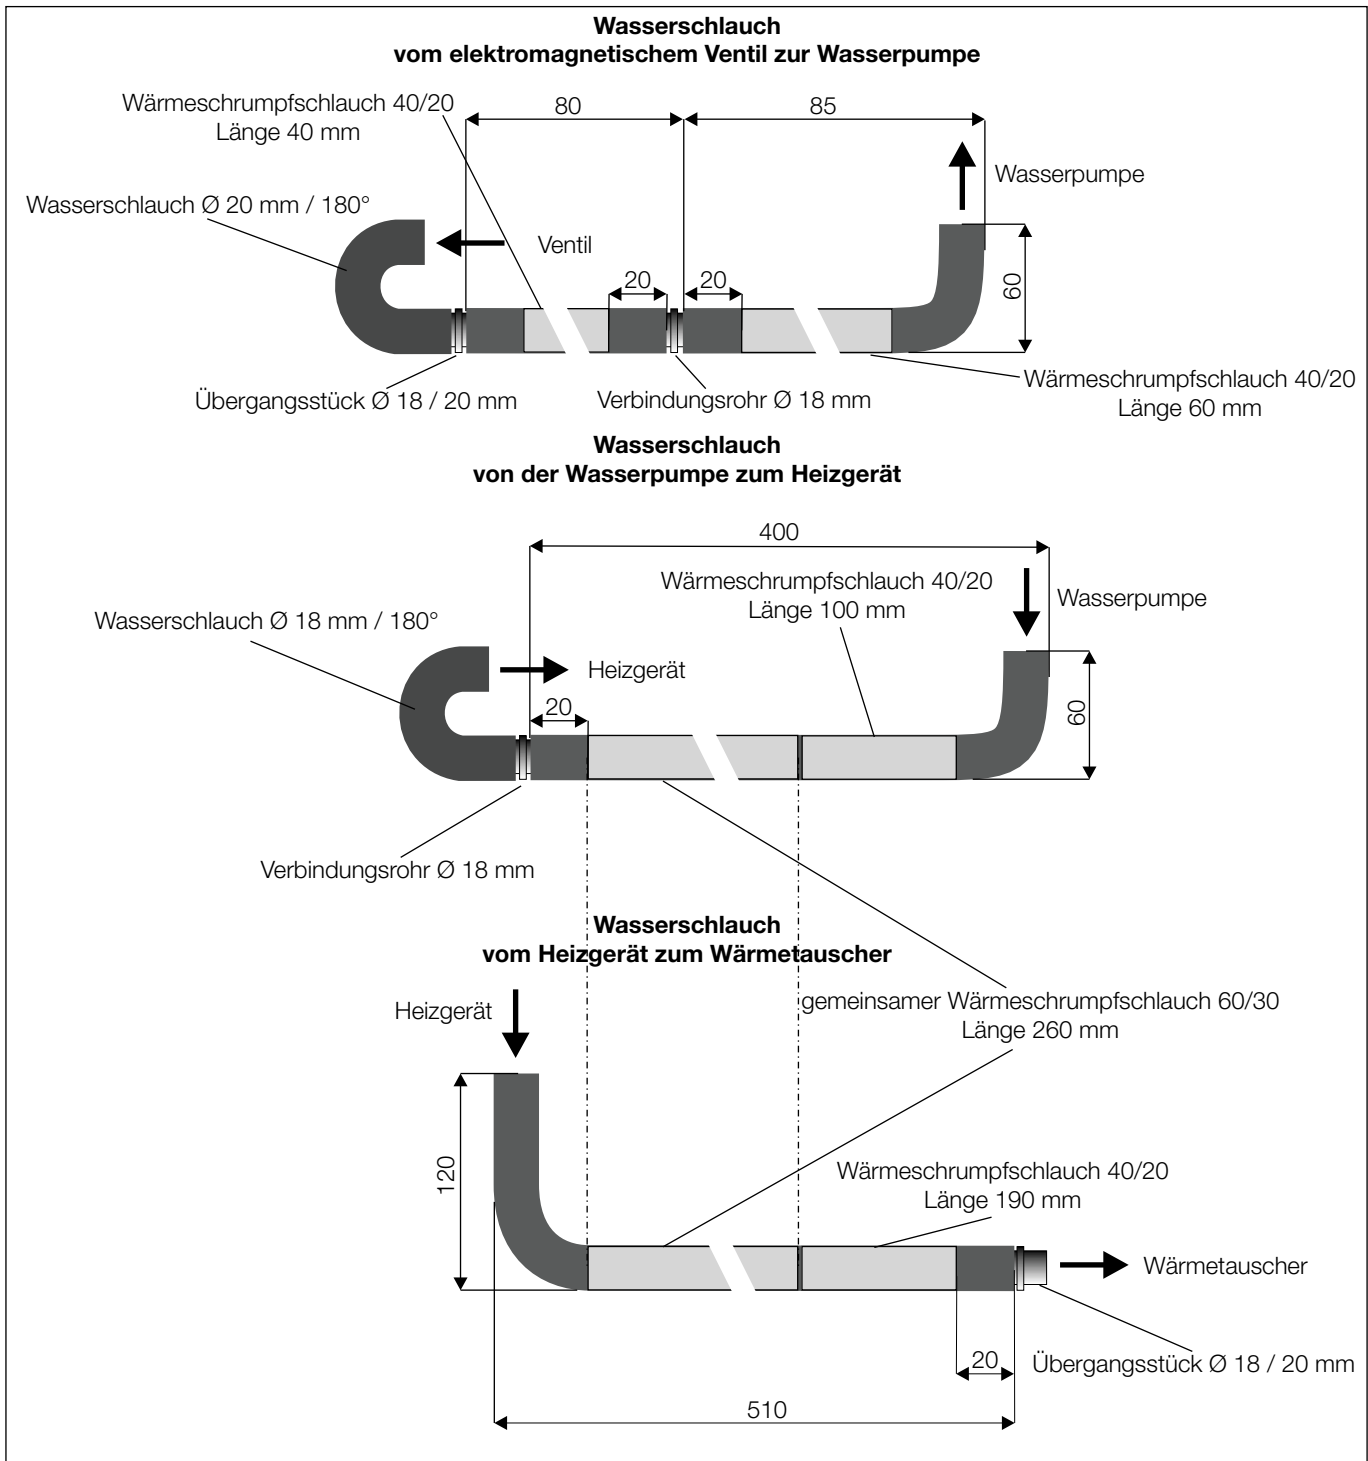 Wasserschlauch
vom elektromagnetischem Ventil zur Wasserpumpe
Wärmeschrumpfschlauch 40/20
Länge 40 mm
80
85
Wasserpumpe
Wasserschlauch Ø 20 mm / 180°
Ventil
20
20
60
Übergangsstück Ø 18 / 20 mm
Verbindungsrohr Ø 18 mm
Wärmeschrumpfschlauch 40/20
Länge 60 mm
Wasserschlauch
von der Wasserpumpe zum Heizgerät
400
Wärmeschrumpfschlauch 40/20
Länge 100 mm
Wasserpumpe
Wasserschlauch Ø 18 mm / 180°
Heizgerät
20
60
Verbindungsrohr Ø 18 mm
Wasserschlauch
vom Heizgerät zum Wärmetauscher
Heizgerät
gemeinsamer Wärmeschrumpfschlauch 60/30
Länge 260 mm
120
Wärmeschrumpfschlauch 40/20
Länge 190 mm
Wärmetauscher
20
Übergangsstück Ø 18 / 20 mm
510